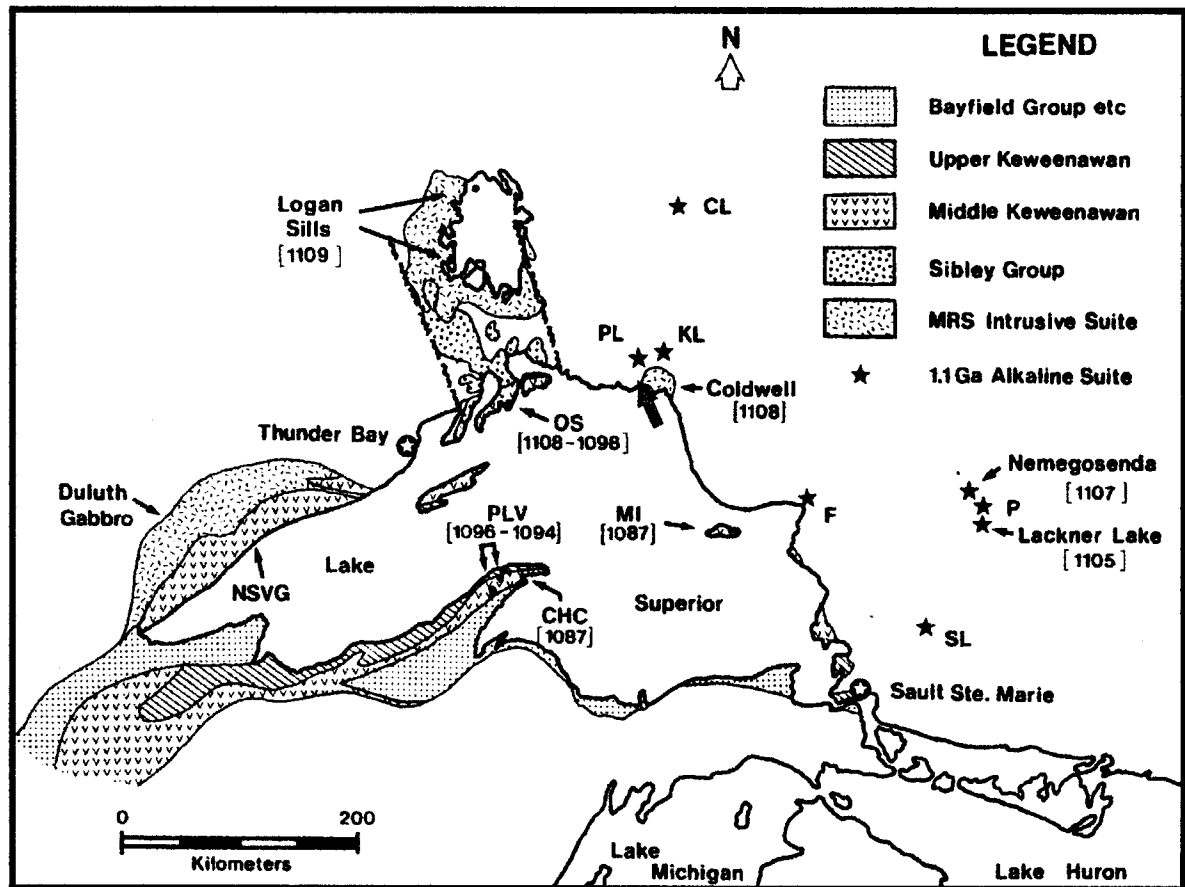 N
LEGEND
Bayfield Group etc
Upper Keweenawan
Middle Keweenawan
Sibley Group
MRS Intrusive Suite
1.1Ga Alkaline Suite
Logan
Sills
[1109]
CL
PL
KL
Coldwell
[1108]
OS
[1108-1098]
Thunder Bay
Duluth
Gabbro
Nemegosenda
[1107]
P
Lackner Lake
[1105]
F
PLV
[1096-1094]
MI
[1087]
NSVG
Lake
Superior
CHC
[1087]
SL
Sault Ste. Marie
0
200
Kilometers
Lake
Michigan
Lake Huron